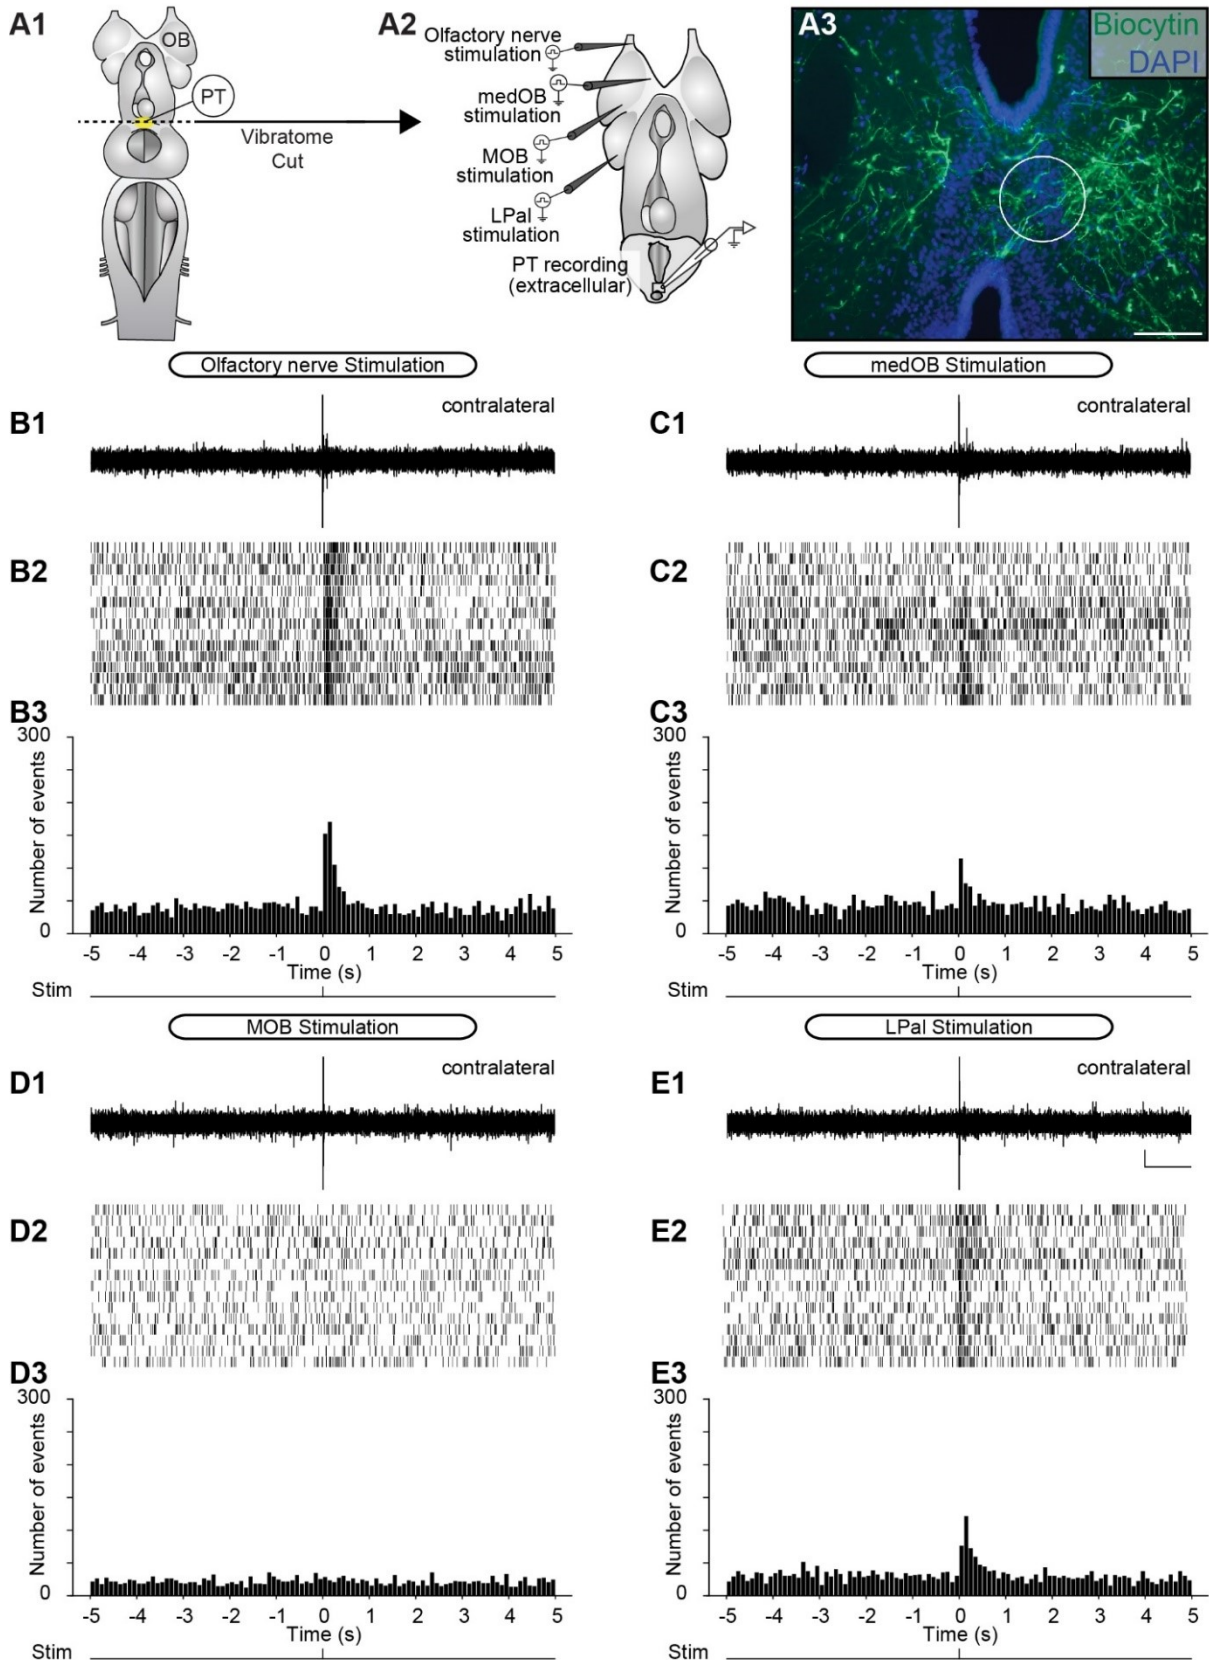 A1
OB
PT
Vibratome
Cut
A2
Olfactory nerve
stimulation
medOB
stimulation
MOB
stimulation
LPal
stimulation
PT recording
(extracellular)
A3
Biocytin
DAPI
Olfactory nerve Stimulation
B1
contralateral
B2
B3
300
Number of events
0
-5 -4 -3 -2 -1 0 1 2 3 4 5
Time (s)
Stim
medOB Stimulation
C1
contralateral
C2
C3
300
Number of events
0
-5 -4 -3 -2 -1 0 1 2 3 4 5
Time (s)
Stim
MOB Stimulation
D1
contralateral
D2
D3
300
Number of events
0
-5 -4 -3 -2 -1 0 1 2 3 4 5
Time (s)
Stim
LPal Stimulation
E1
contralateral
E2
E3
300
Number of events
0
-5 -4 -3 -2 -1 0 1 2 3 4 5
Time (s)
Stim